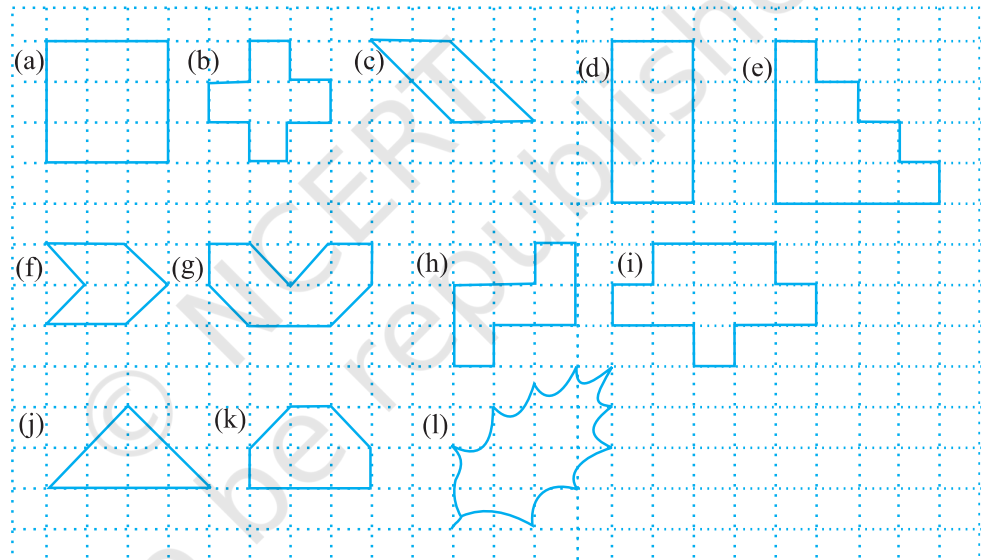 (a)
(b)
(c)
(d)
(e)
(f)
(g)
(h)
(i)
(j)
(k)
(l)
© NCERT
be republishe